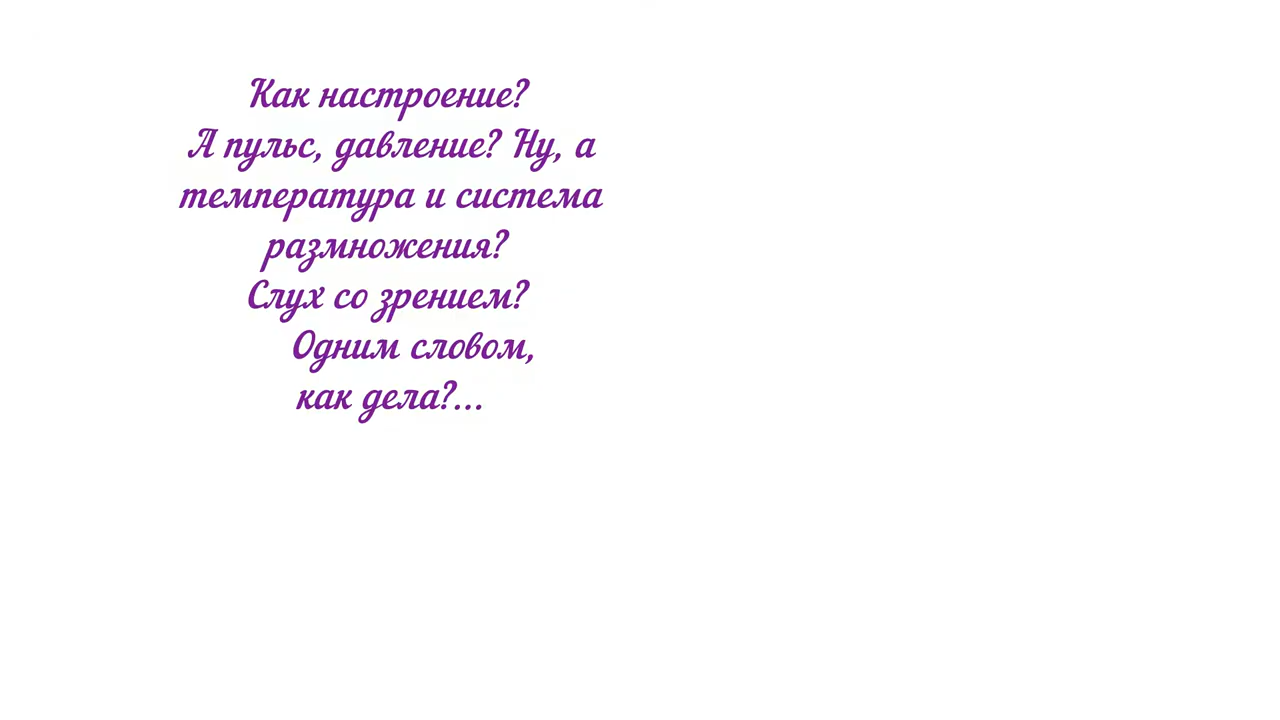 Как настроение?
А пульс, давление? Ну, а
температура и система
размножения?
Слух со зрением?
Одним словом,
как дела?...